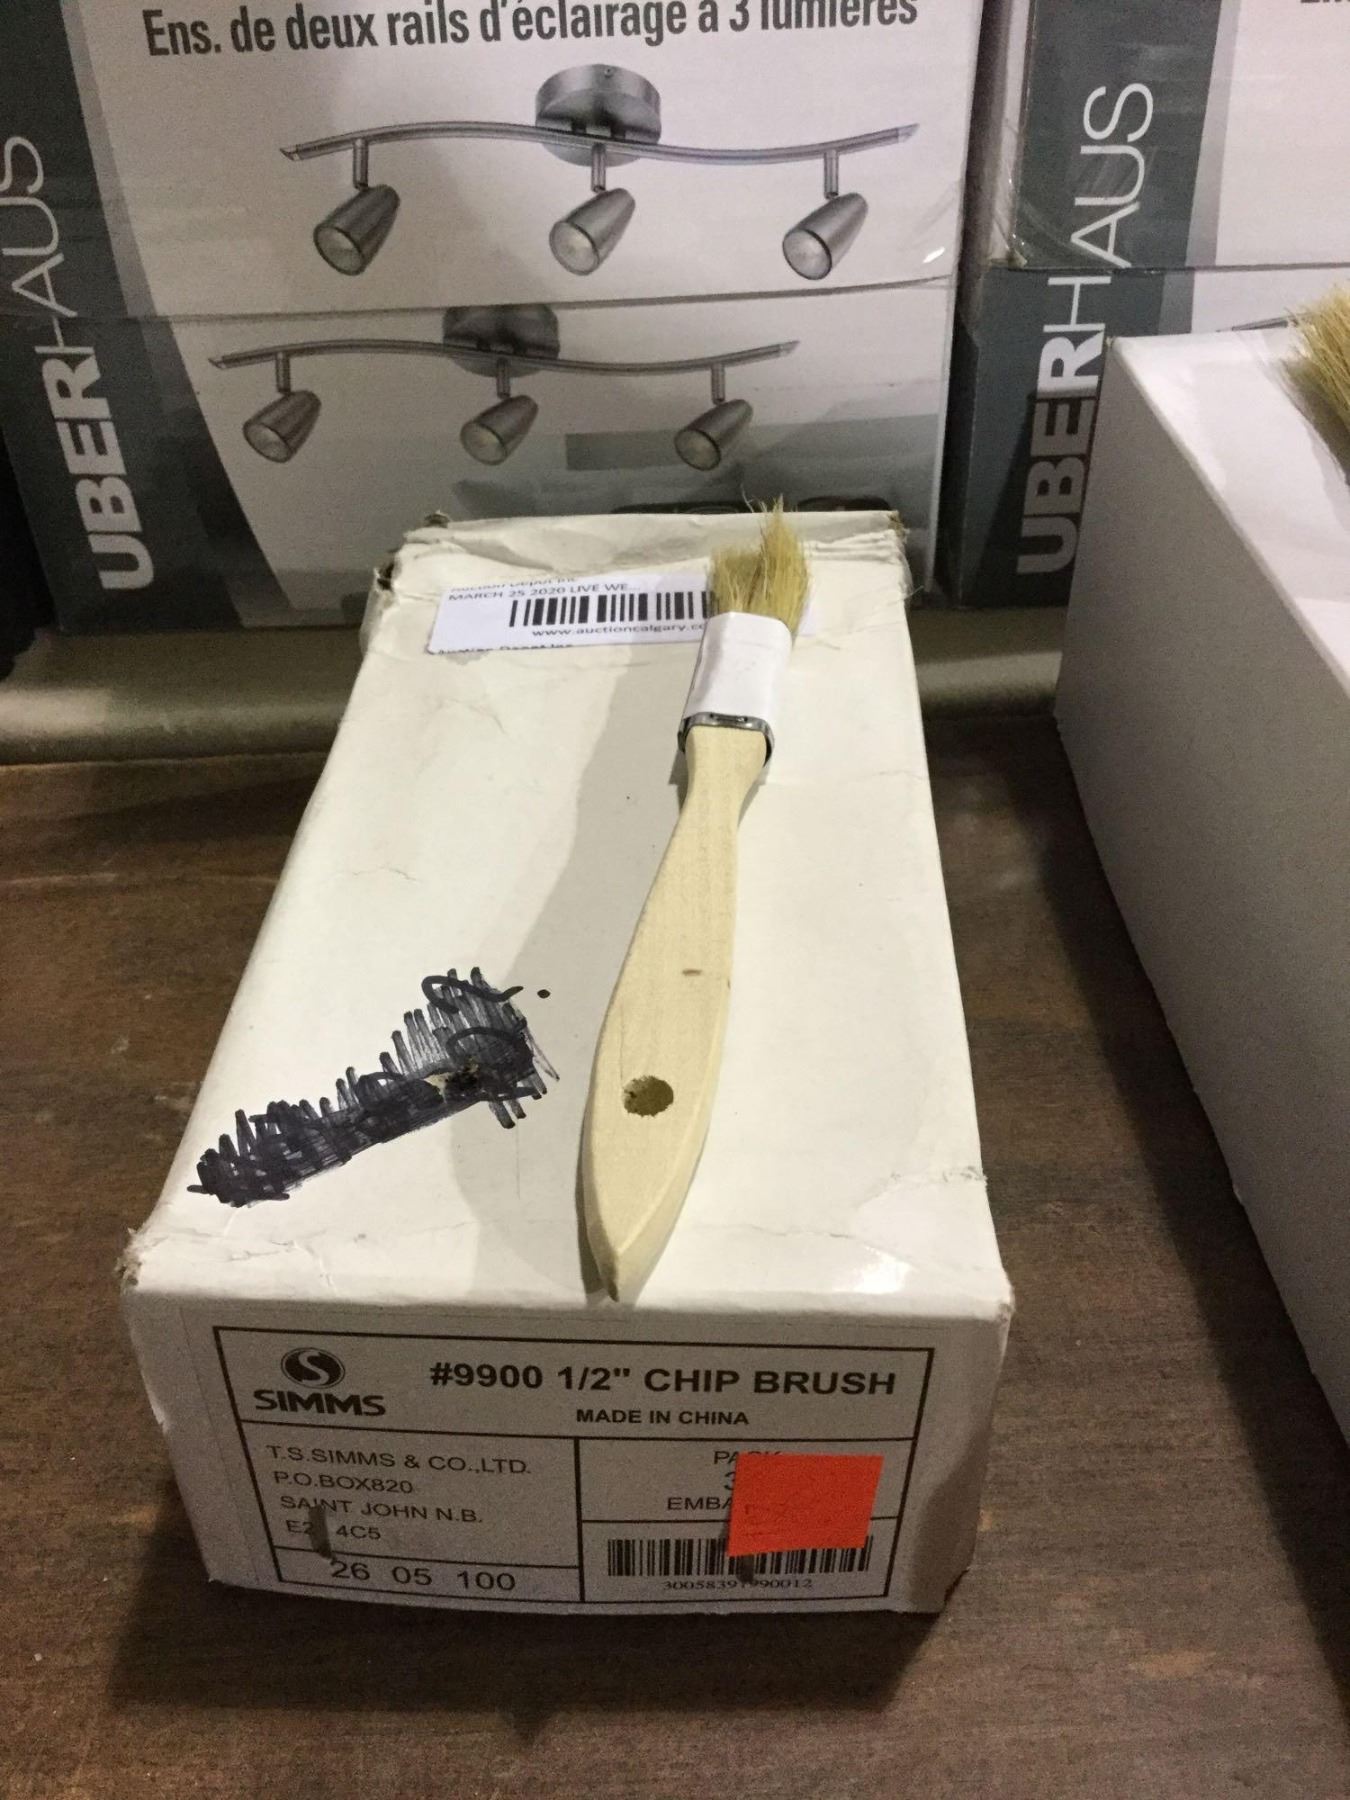 Ens. de deux rails d'éclairage à 3 lumières
UBERHAUS
UBERHAUS
MARCH 25 2020 LIVE WE...
www.auctioncalgary.co
SIMMS
#9900 1/2" CHIP BRUSH
MADE IN CHINA
T.S.SIMMS & CO.,LTD.
P.O.BOX820
SAINT JOHN N.B.
4C5
26 05 100